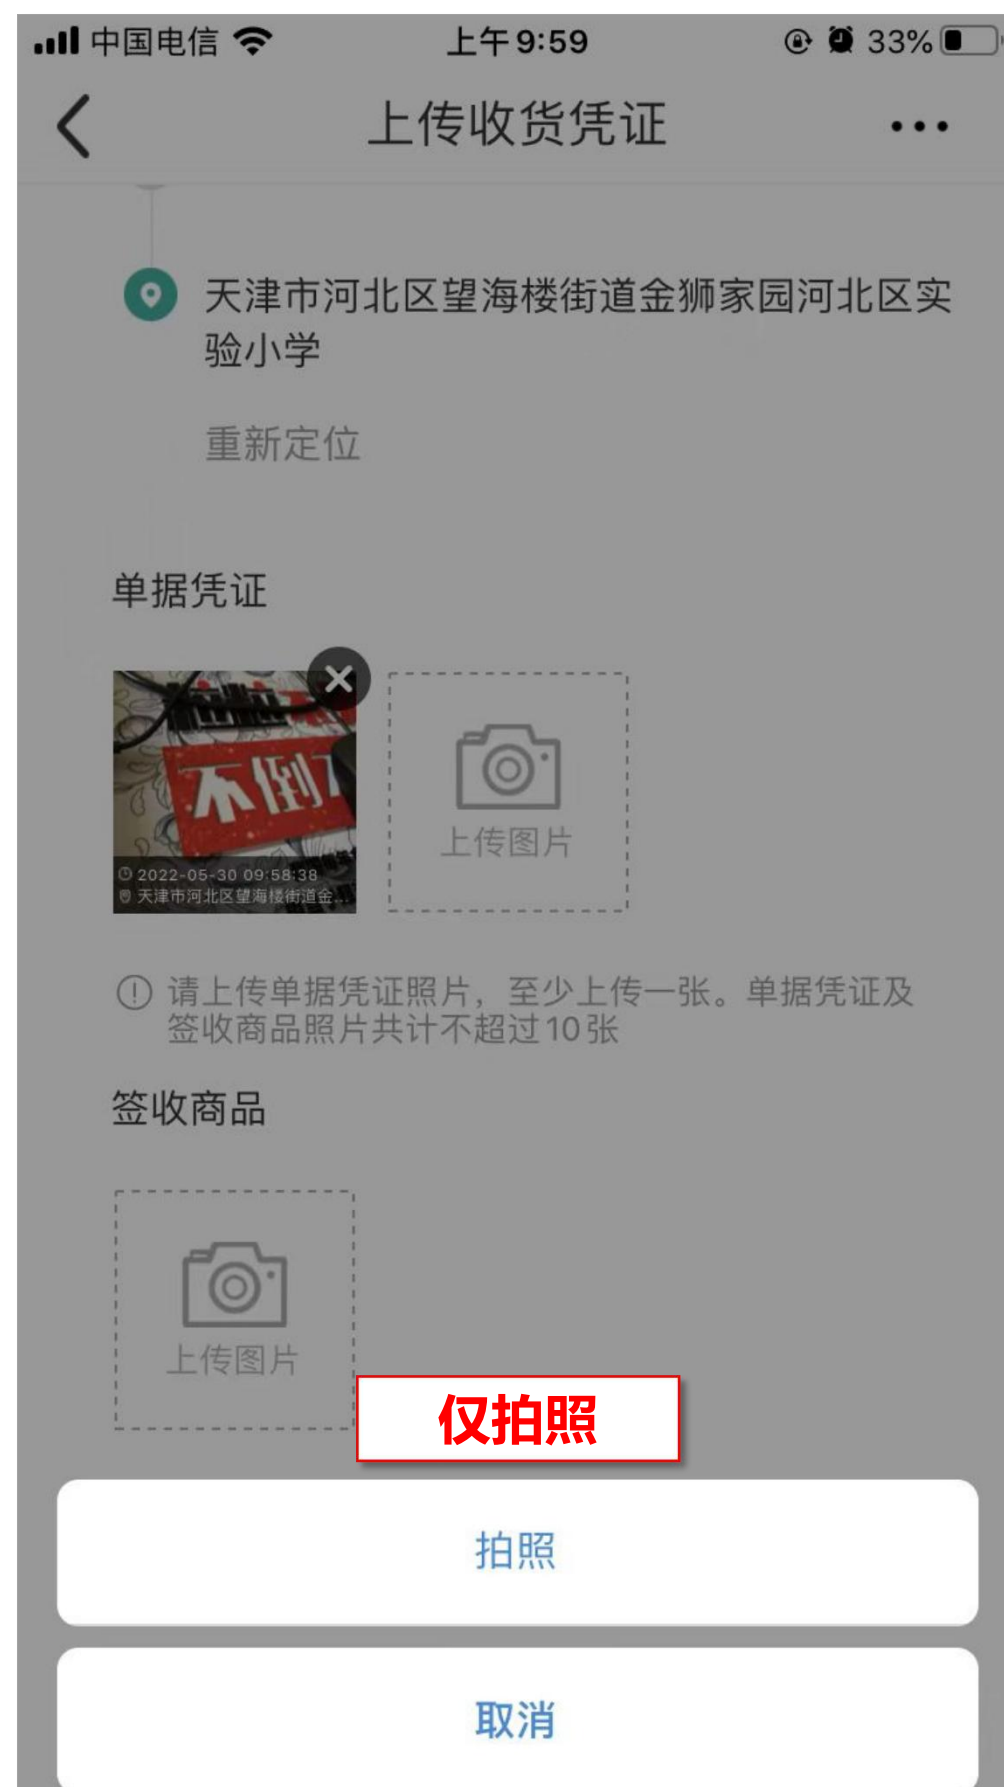 中国电信
上午9:59
33%
上传收货凭证
天津市河北区望海楼街道金狮家园河北区实
验小学
重新定位
单据凭证
不倒
2022-05-30 09:58:38
天津市河北区望海楼街道金...
上传图片
请上传单据凭证照片，至少上传一张。单据凭证及
签收商品照片共计不超过10张
签收商品
上传图片
仅拍照
拍照
取消